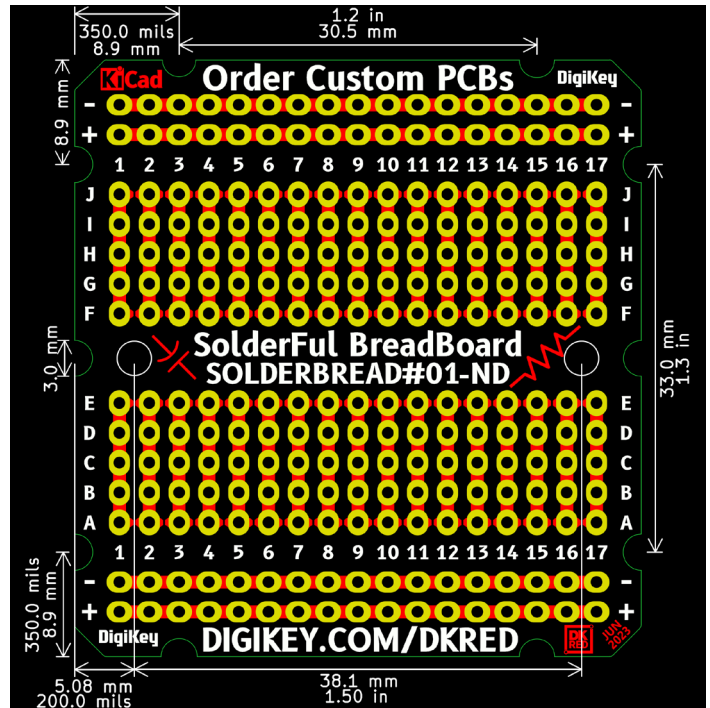 1.2 in
350.0 mils 30.5 mm
8.9 mm
KiCad Order Custom PCBs DigiKey
- -
+ +
8.9 mm
1 2 3 4 5 6 7 8 9 10 11 12 13 14 15 16 17
J J
I I
H H
G G
F F
SolderFul BreadBoard
SOLDERBREAD#01-ND
3.0 mm
33.0 mm
1.3 in
E E
D D
C C
B B
A A
1 2 3 4 5 6 7 8 9 10 11 12 13 14 15 16 17
- -
+ +
350.0 mils
8.9 mm
DigiKey DIGIKEY.COM/DKRED DK RED JUN 2023
5.08 mm 38.1 mm
200.0 mils 1.50 in